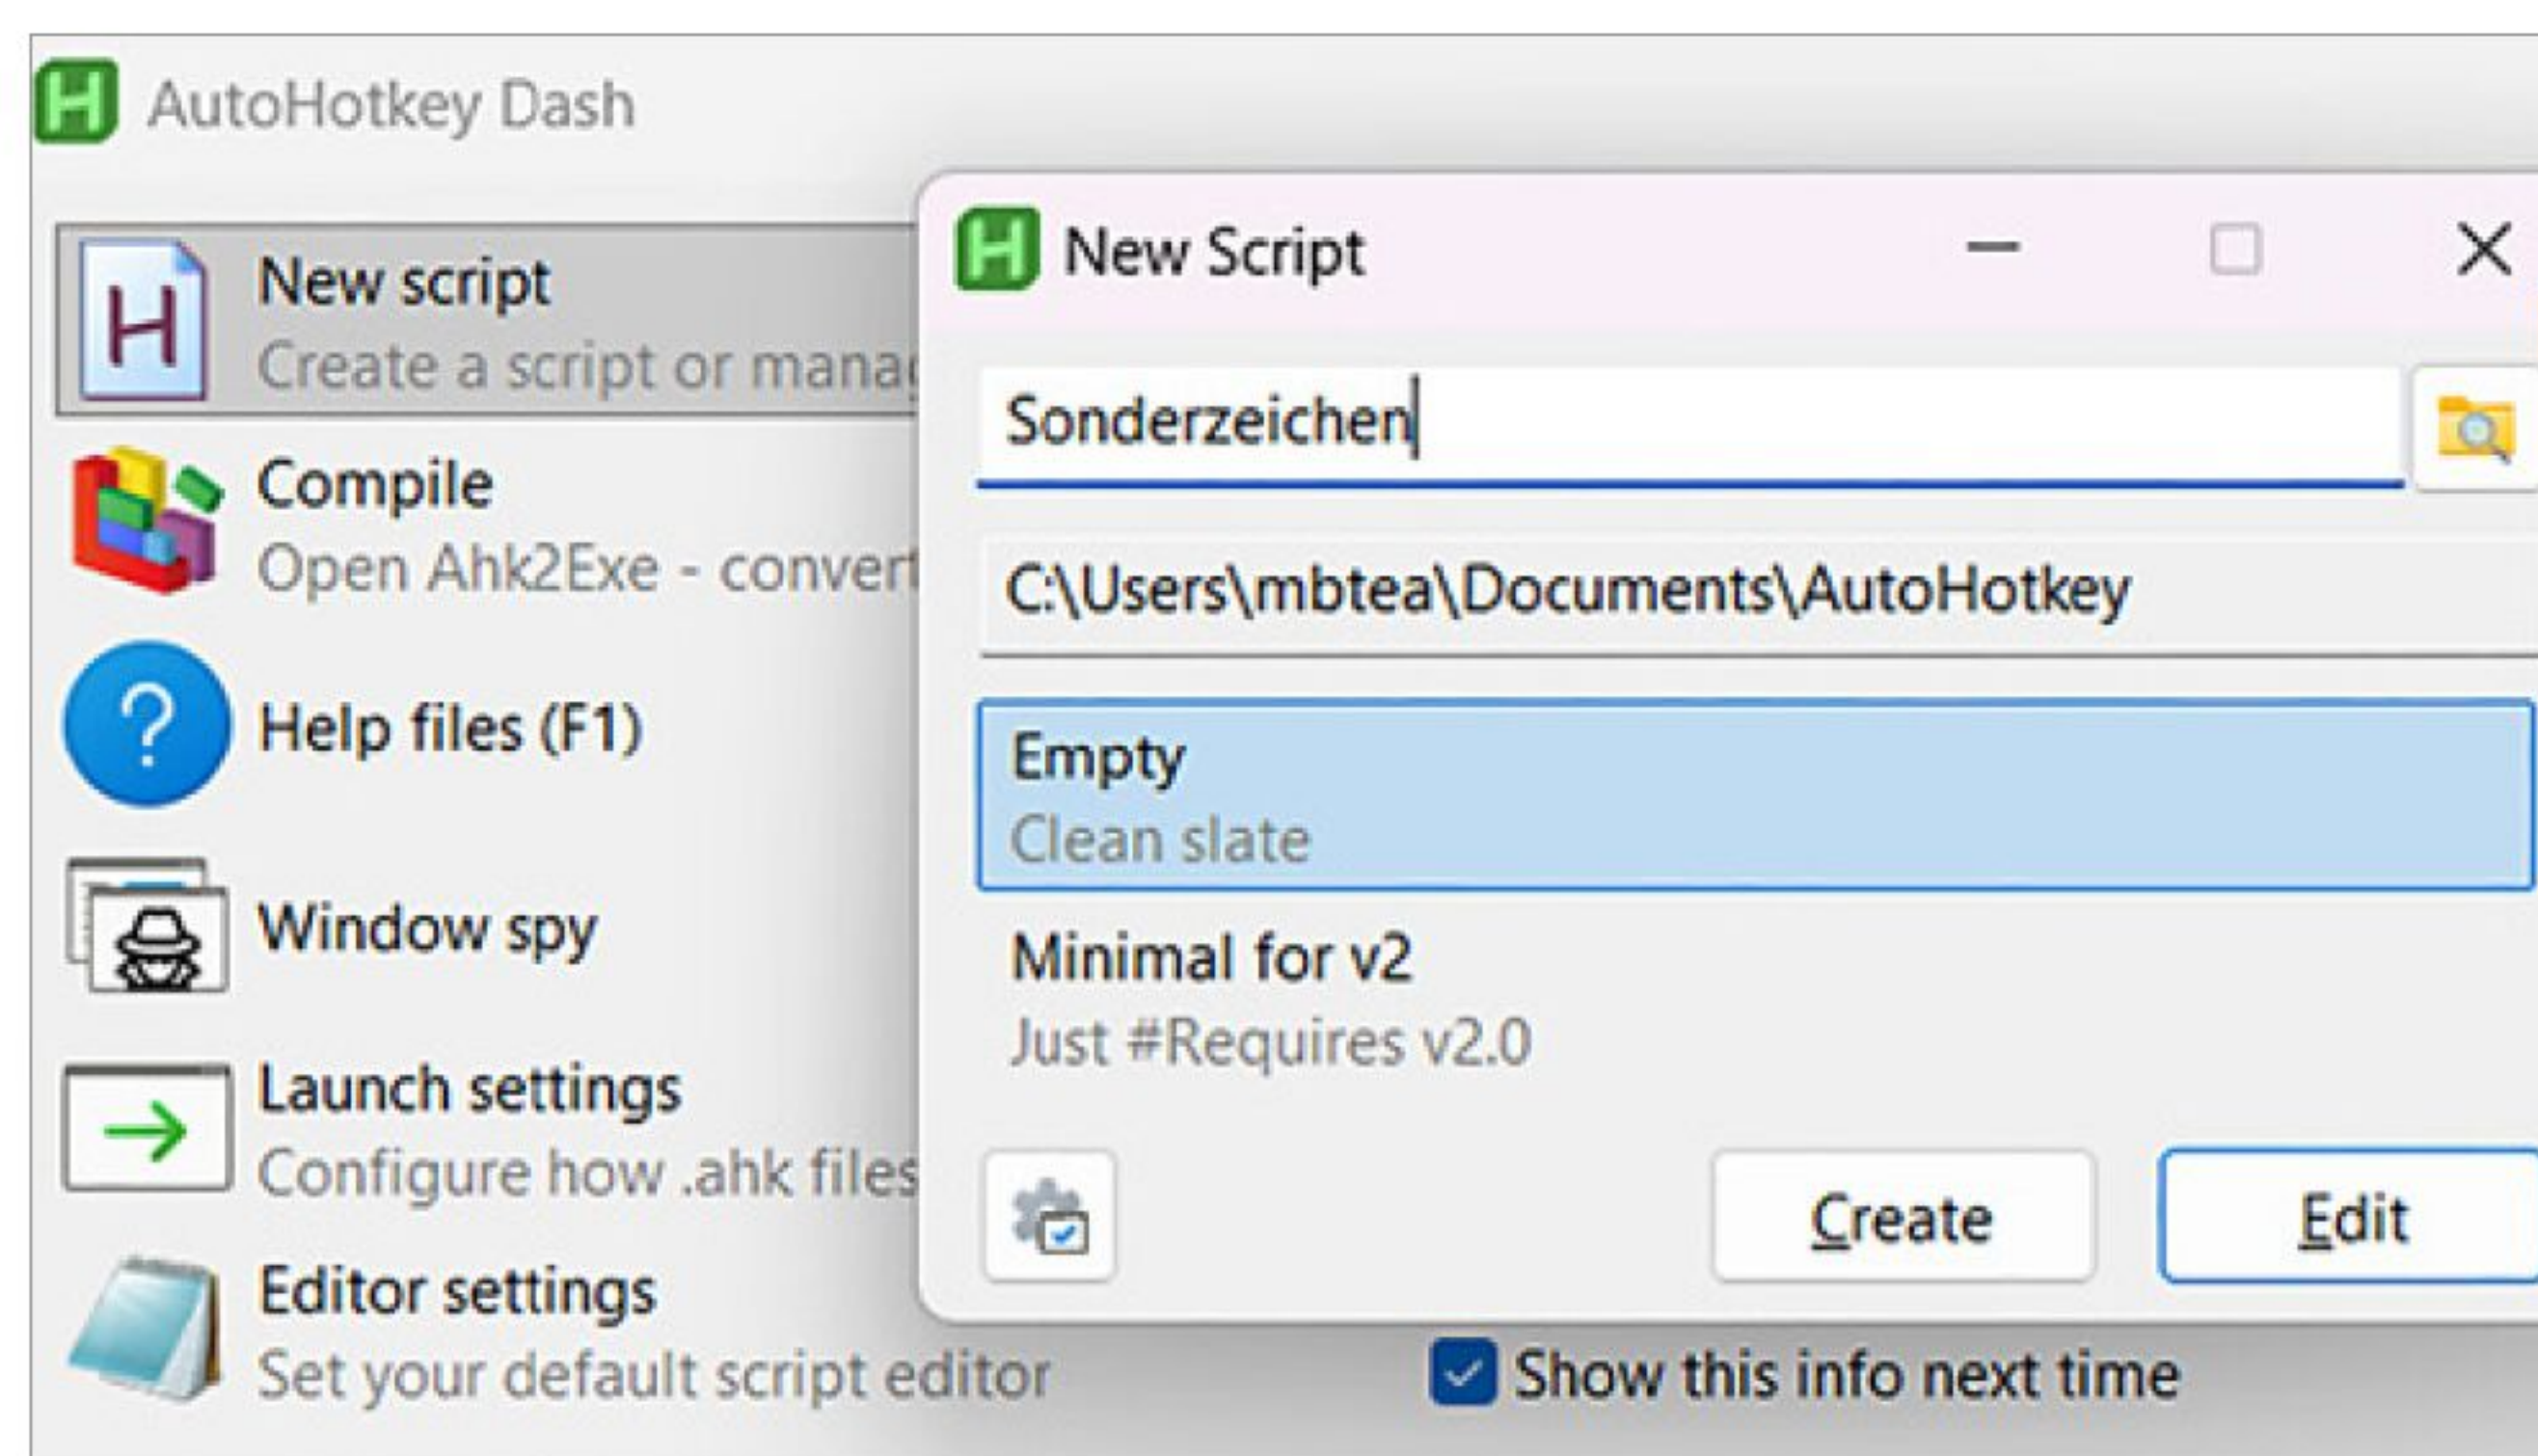 AutoHotkey Dash
New script
Create a script or
Compile
Open Ahk2Exe - convert
Help files (F1)
Window spy
Launch settings
Configure how .ahk files
Editor settings
Set your default script editor
New Script
Sonderzeichen
C:\Users\mbtea\Documents\AutoHotkey
Empty
Clean slate
Minimal for v2
Just #Requires v2.0
Create
Edit
Show this info next time